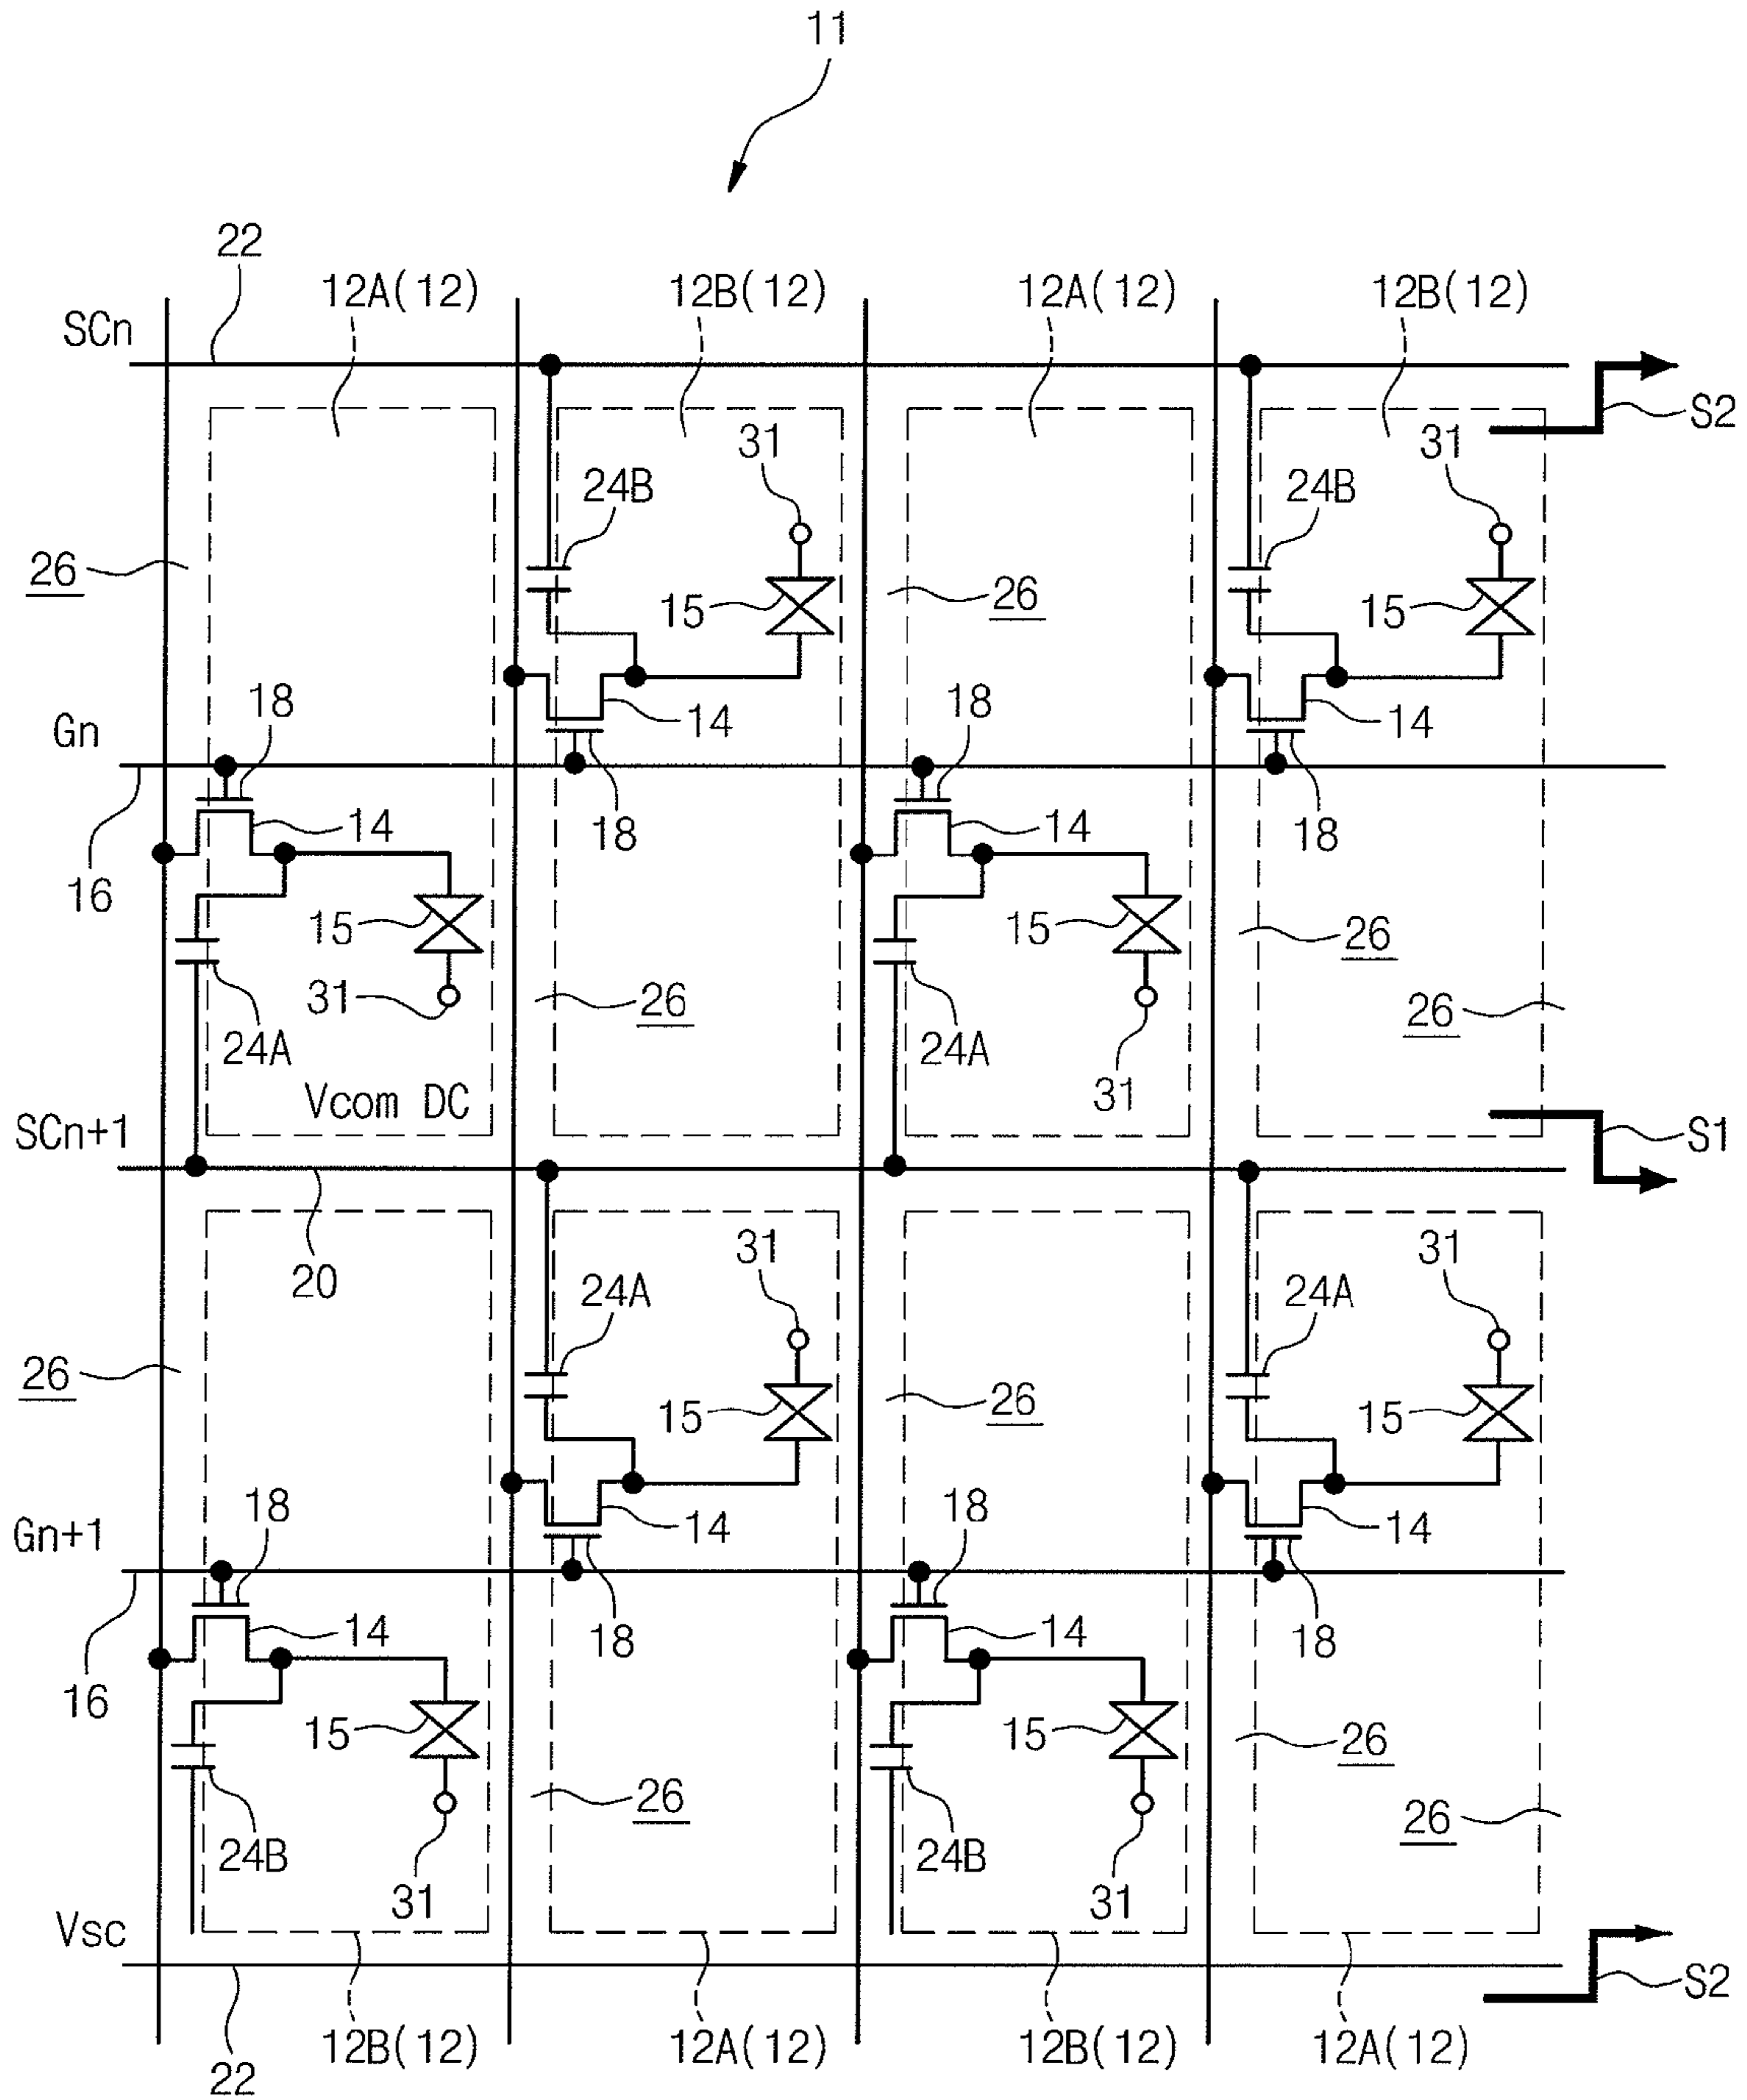 11
22
12A(12) 12B(12) 12A(12) 12B(12)
SCn
S2
31 31
24B 24B
26 15 26 15
18 14 18 14
Gn
18 18
14 14
16 15 15 26
31 26 26
24A 24A
Vcom DC 31
SCn+1 S1
20 31 31
24A 24A
26 15 26 15
18 14 18 14
Gn+1
18 18
14 14
16 15 15 26
26 26
24B 24B
31 31
Vsc
S2
12B(12) 12A(12) 12B(12) 12A(12)
22